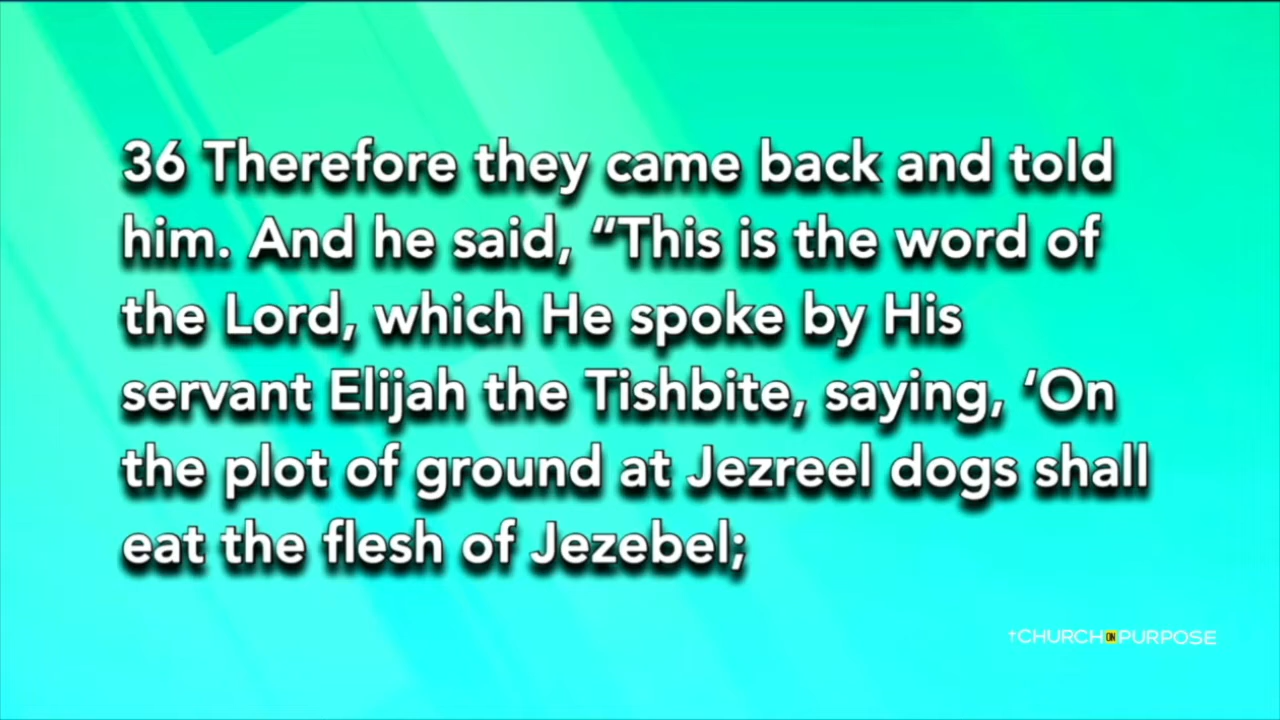 36 Therefore they came back and told
him. And he said, “This is the word of
the Lord, which He spoke by His
servant Elijah the Tishbite, saying, ‘On
the plot of ground at Jezreel dogs shall
eat the flesh of Jezebel;
CHURCH ON PURPOSE